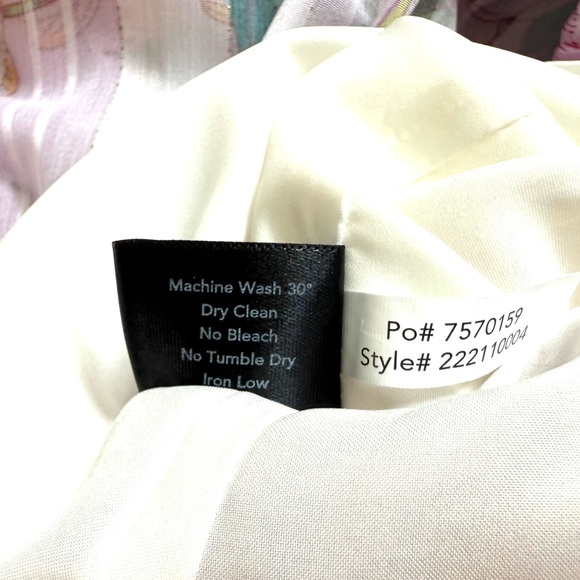 Machine Wash 30°
Dry Clean
No Bleach
No Tumble Dry
Iron Low
Po# 7570159
Style# 222110004